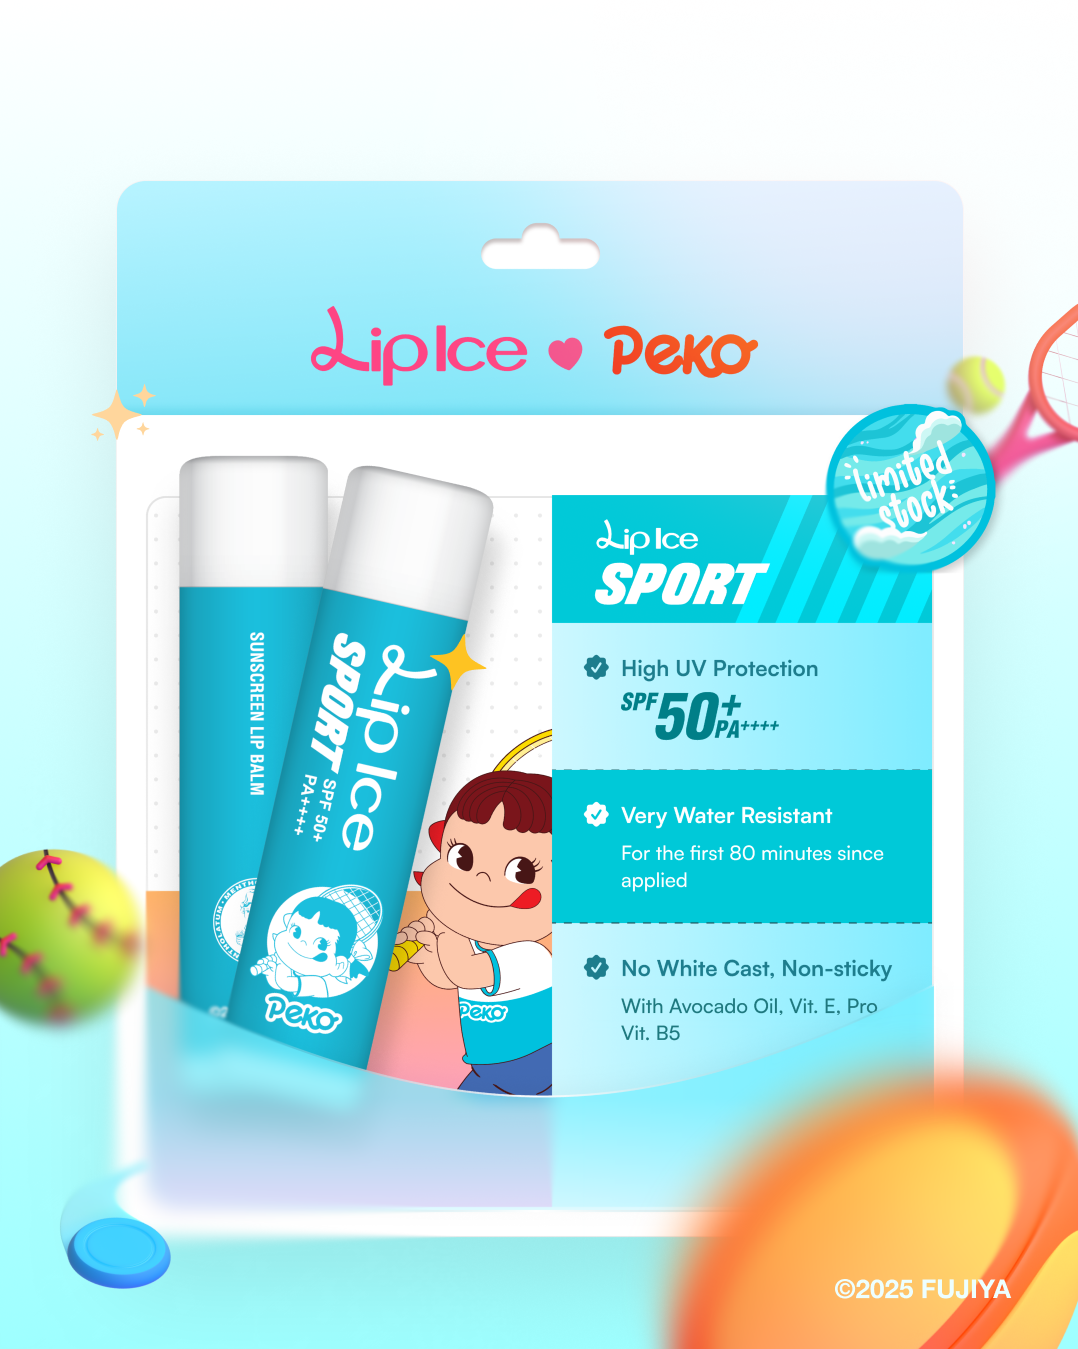 LipIce Peko
limited
stock
LipIce
SPORT
High UV Protection
SPF 50+ PA++++
Very Water Resistant
For the first 80 minutes since
applied
No White Cast, Non-sticky
With Avocado Oil, Vit. E, Pro
Vit. B5
SUNSCREEN LIP BALM
LipIce
SPORT
SPF 50+
PA++++
Peko
Peko
©2025 FUJIYA